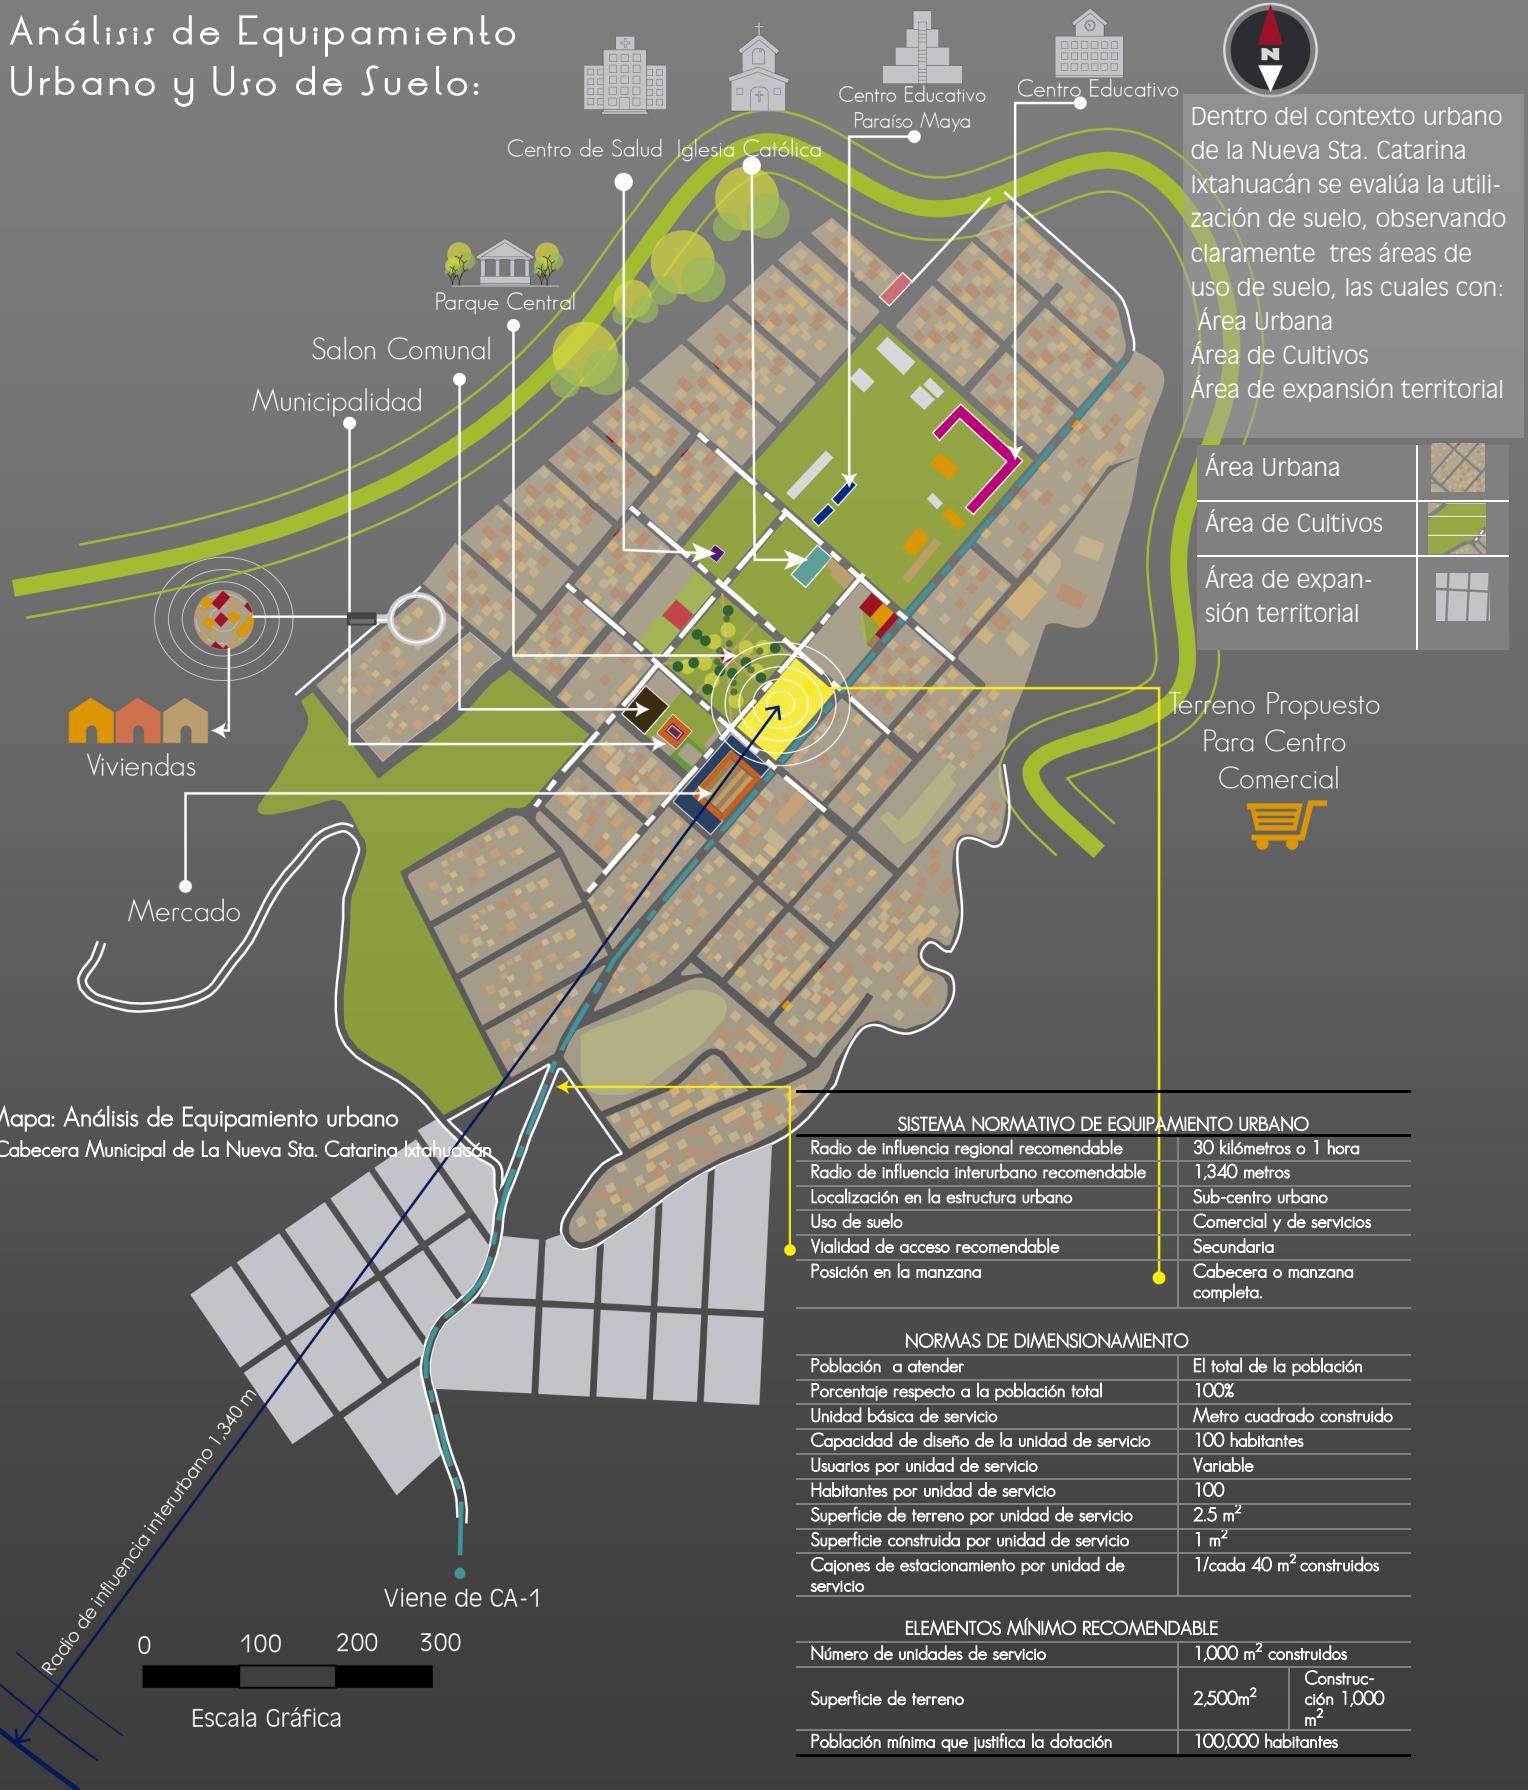 Análisis de Equipamiento
Urbano y Uso de Suelo:
Centro de Salud
Iglesia Católica
Centro Educativo
Paraíso Maya
Centro Educativo
N
Dentro del contexto urbano
de la Nueva Sta. Catarina
Ixtahuacán se evalúa la utili-
zación de suelo, observando
claramente tres áreas de
uso de suelo, las cuales con:
Área Urbana
Área de Cultivos
Área de expansión territorial
Área Urbana
Área de Cultivos
Área de expan-
sión territorial
Parque Central
Salon Comunal
Municipalidad
Viviendas
Mercado
Terreno Propuesto
Para Centro
Comercial
Mapa: Análisis de Equipamiento urbano
Cabecera Municipal de La Nueva Sta. Catarina Ixtahuacán
Radio de influencia interurbano 1,340 m
Viene de CA-1
0 100 200 300
Escala Gráfica
SISTEMA NORMATIVO DE EQUIPAMIENTO URBANO
Radio de influencia regional recomendable 30 kilómetros o 1 hora
Radio de influencia interurbano recomendable 1,340 metros
Localización en la estructura urbano Sub-centro urbano
Uso de suelo Comercial y de servicios
Vialidad de acceso recomendable Secundaria
Posición en la manzana Cabecera o manzana
completa.
NORMAS DE DIMENSIONAMIENTO
Población a atender El total de la población
Porcentaje respecto a la población total 100%
Unidad básica de servicio Metro cuadrado construido
Capacidad de diseño de la unidad de servicio 100 habitantes
Usuarios por unidad de servicio Variable
Habitantes por unidad de servicio 100
Superficie de terreno por unidad de servicio 2.5 m²
Superficie construida por unidad de servicio 1 m²
Cajones de estacionamiento por unidad de 1/cada 40 m² construidos
servicio
ELEMENTOS MÍNIMO RECOMENDABLE
Número de unidades de servicio 1,000 m² construidos
Superficie de terreno 2,500m² Construc-
ción 1,000
m²
Población mínima que justifica la dotación 100,000 habitantes